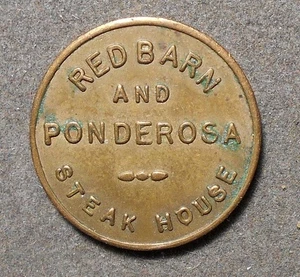 RED BARN
AND
PONDEROSA
STEAK HOUSE